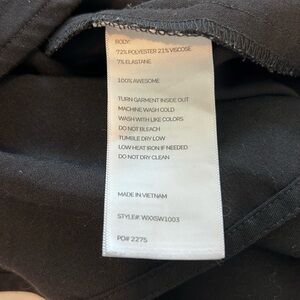 BODY:
72% POLYESTER 21% VISCOSE
7% ELASTANE
100% AWESOME
TURN GARMENT INSIDE OUT
MACHINE WASH COLD
WASH WITH LIKE COLORS
DO NOT BLEACH
TUMBLE DRY LOW
LOW HEAT IRON IF NEEDED
DO NOT DRY CLEAN
MADE IN VIETNAM
STYLE# WXISW1003
PO# 2275